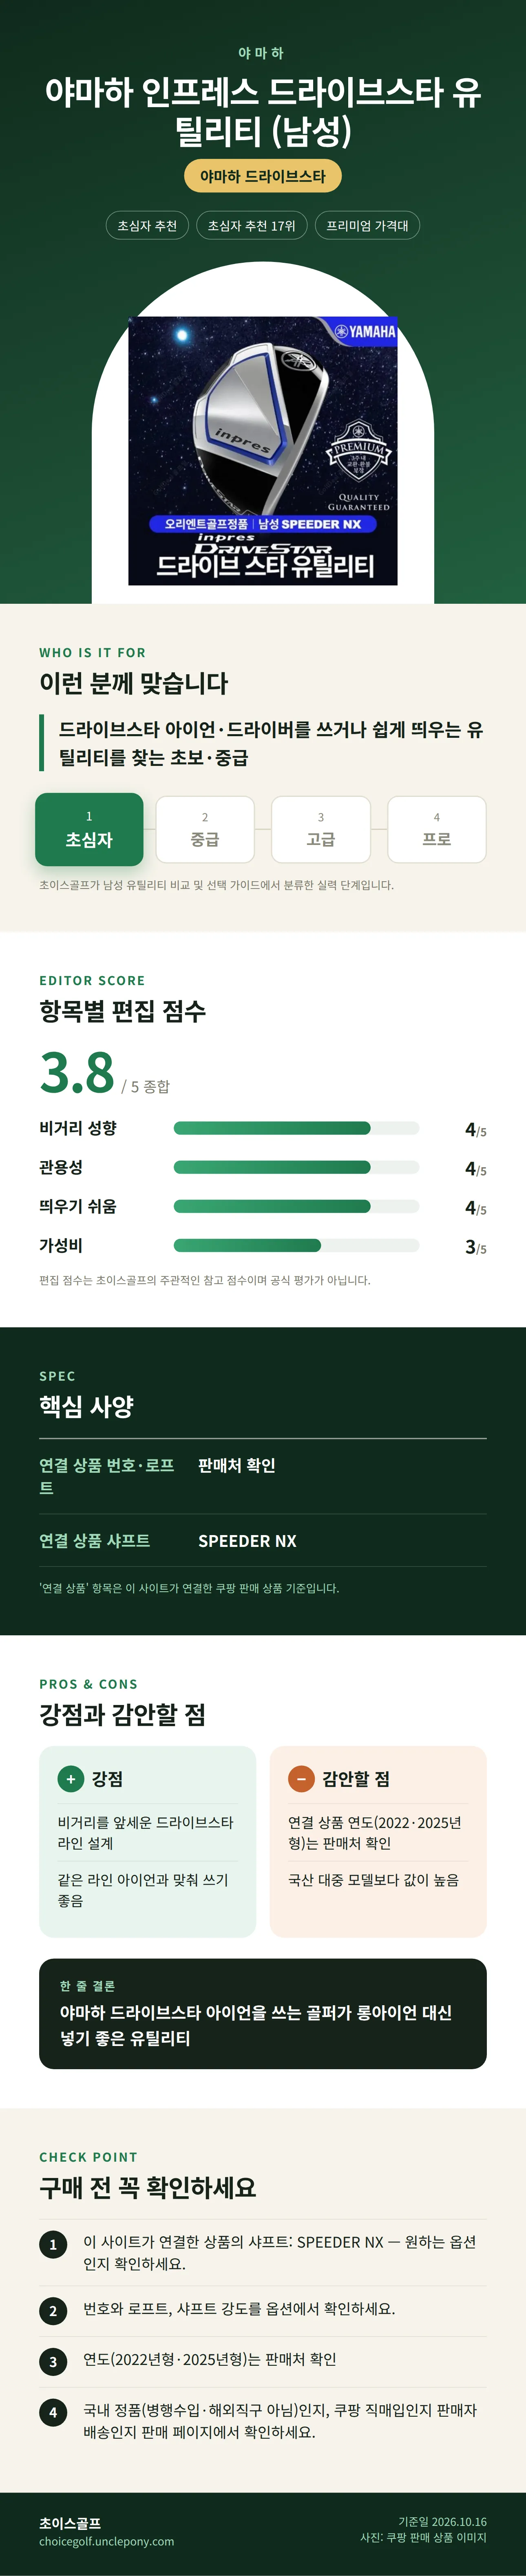 야마하
야마하 인프레스 드라이브스타 유
틸리티 (남성)
야마하 드라이브스타
초심자 추천
초심자 추천 17위
프리미엄 가격대
YAMAHA
inpres
PREMIUM
QUALITY
GUARANTEED
오리엔트골프정품 | 남성 SPEEDER NX
inpres
DRIVESTAR
드라이브 스타 유틸리티
WHO IS IT FOR
이런 분께 맞습니다
드라이브스타 아이언·드라이버를 쓰거나 쉽게 띄우는 유
틸리티를 찾는 초보·중급
1
초심자
2
중급
3
고급
4
프로
초이스골프가 남성 유틸리티 비교 및 선택 가이드에서 분류한 실력 단계입니다.
EDITOR SCORE
항목별 편집 점수
3.8 / 5 종합
비거리 성향 4/5
관용성 4/5
띄우기 쉬움 4/5
가성비 3/5
편집 점수는 초이스골프의 주관적인 참고 점수이며 공식 평가가 아닙니다.
SPEC
핵심 사양
연결 상품 번호·로프
트
판매처 확인
연결 상품 샤프트 SPEEDER NX
'연결 상품' 항목은 이 사이트가 연결한 쿠팡 판매 상품 기준입니다.
PROS & CONS
강점과 감안할 점
+ 강점
비거리를 앞세운 드라이브스타
라인 설계
같은 라인 아이언과 맞춰 쓰기
좋음
− 감안할 점
연결 상품 연도(2022·2025년
형)는 판매처 확인
국산 대중 모델보다 값이 높음
한 줄 결론
야마하 드라이브스타 아이언을 쓰는 골퍼가 롱아이언 대신
넣기 좋은 유틸리티
CHECK POINT
구매 전 꼭 확인하세요
1 이 사이트가 연결한 상품의 샤프트: SPEEDER NX — 원하는 옵션
인지 확인하세요.
2 번호와 로프트, 샤프트 강도를 옵션에서 확인하세요.
3 연도(2022년형·2025년형)는 판매처 확인
4 국내 정품(병행수입·해외직구 아님)인지, 쿠팡 직매입인지 판매자
배송인지 판매 페이지에서 확인하세요.
초이스골프
choicegolf.unclepony.com
기준일 2026.10.16
사진: 쿠팡 판매 상품 이미지